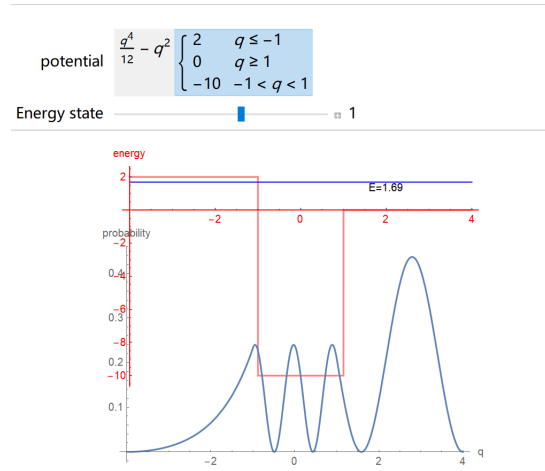 potential q⁴/12 − q² { 2 q ≤ −1
0 q ≥ 1
−10 −1 < q < 1
Energy state 1
energy
2
E=1.69
−2 0 2 4
probability
−2
0.4
−4
−6
0.3
−8
0.2
−10
0.1
−2 0 2 4 q